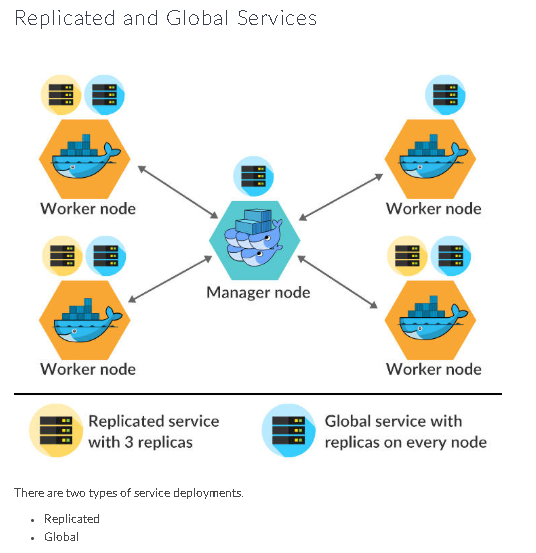 Replicated and Global Services
Worker node
Worker node
Manager node
Worker node
Worker node
Replicated service
with 3 replicas
Global service with
replicas on every node
There are two types of service deployments.
Replicated
Global